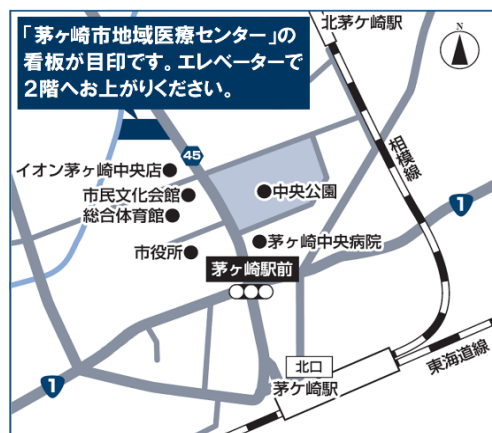 「茅ヶ崎市地域医療センター」の
看板が目印です。エレベーターで
2階へお上がりください。
北茅ケ崎駅
N
相模線
45
イオン茅ヶ崎中央店
市民文化会館
総合体育館
中央公園
1
市役所
茅ヶ崎中央病院
茅ヶ崎駅前
北口
茅ケ崎駅
東海道線
1